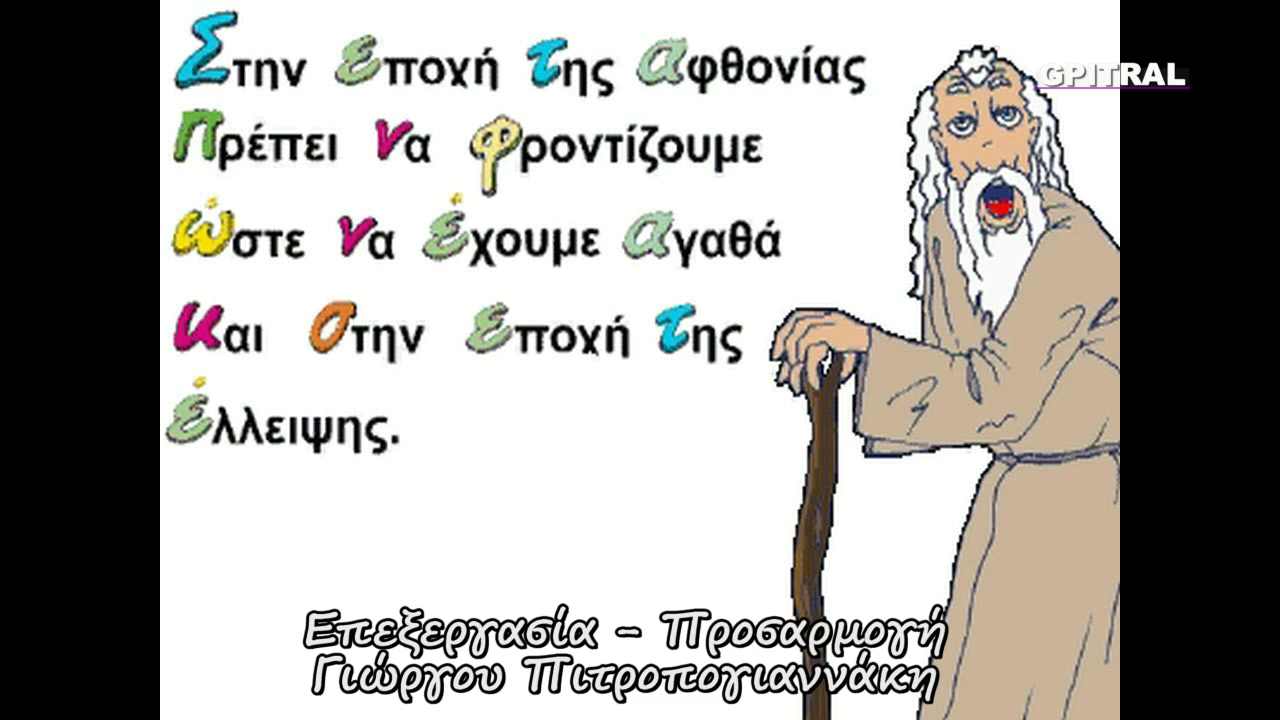 Στην εποχή της αφθονίας
GPITRAL
Πρέπει να φροντίζουμε
ώστε να έχουμε αγαθά
και στην εποχή της
έλλειψης.
Επεξεργασία - Προσαρμογή
Γιώργου Πιτροπογιαννάκη